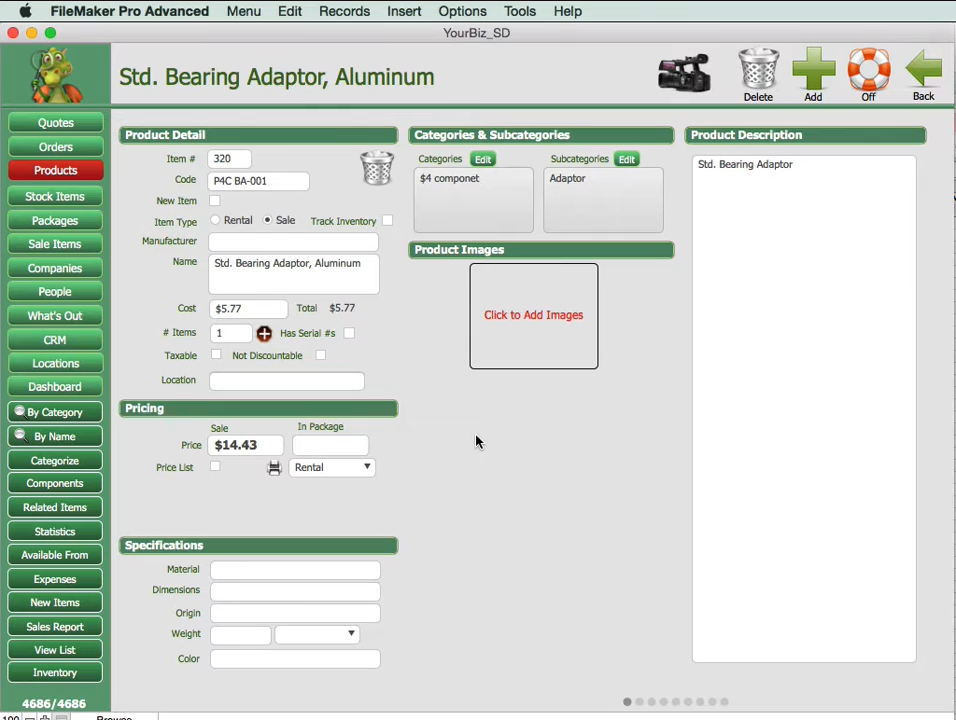 FileMaker Pro Advanced Menu Edit Records Insert Options Tools Help
YourBiz_SD
Std. Bearing Adaptor, Aluminum
Delete Add Off Back
Quotes
Orders
Products
Stock Items
Packages
Sale Items
Companies
People
What's Out
CRM
Locations
Dashboard
By Category
By Name
Categorize
Components
Related Items
Statistics
Available From
Expenses
New Items
Sales Report
View List
Inventory
4686/4686
Product Detail
Item # 320
Code P4C BA-001
New Item
Item Type Rental Sale Track Inventory
Manufacturer
Name Std. Bearing Adaptor, Aluminum
Cost $5.77 Total $5.77
# Items 1 Has Serial #s
Taxable Not Discountable
Location
Pricing
Sale In Package
Price $14.43
Price List Rental
Specifications
Material
Dimensions
Origin
Weight
Color
Categories & Subcategories
Categories Edit Subcategories Edit
$4 componet Adaptor
Product Images
Click to Add Images
Product Description
Std. Bearing Adaptor
100 Browse